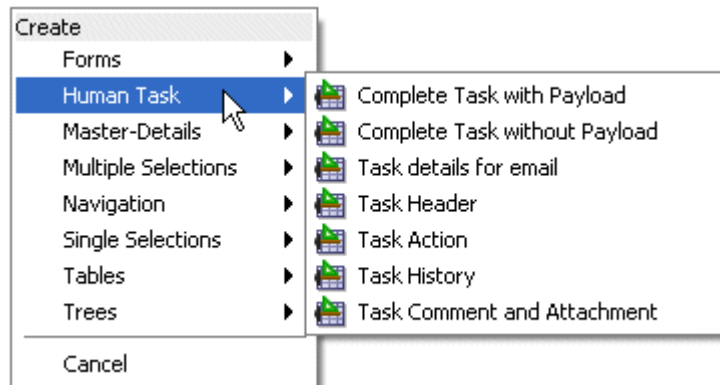 Create
Forms
Human Task
Master-Details
Multiple Selections
Navigation
Single Selections
Tables
Trees
Cancel
Complete Task with Payload
Complete Task without Payload
Task details for email
Task Header
Task Action
Task History
Task Comment and Attachment